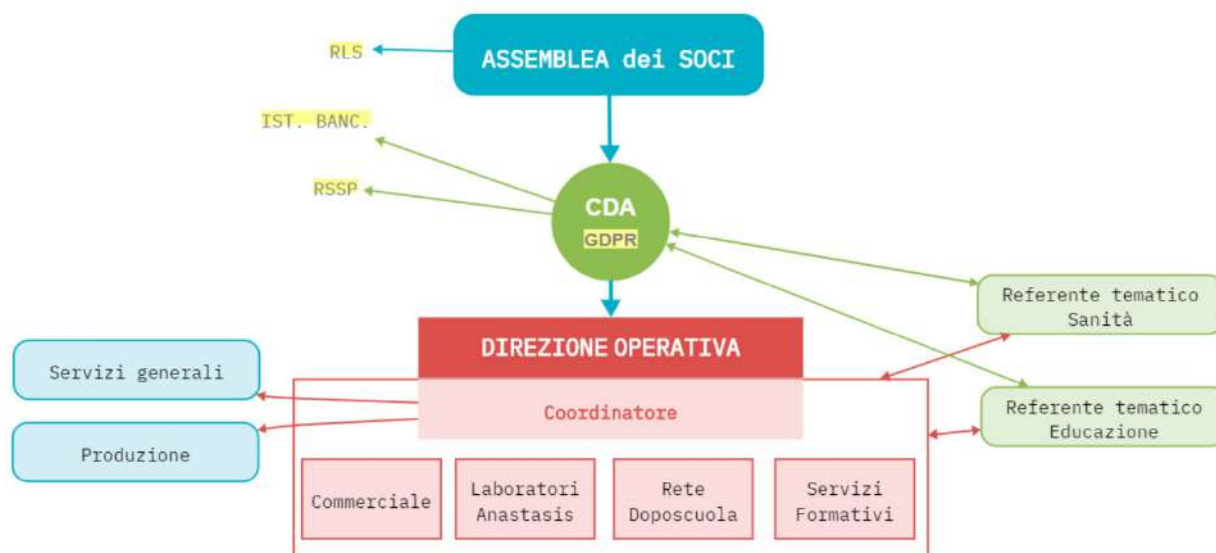 RLS
ASSEMBLEA dei SOCI
IST. BANC.
RSSP
CDA
GDPR
Referente tematico
Sanità
DIREZIONE OPERATIVA
Servizi generali
Coordinatore
Referente tematico
Educazione
Produzione
Commerciale
Laboratori
Anastasis
Rete
Doposcuola
Servizi
Formativi